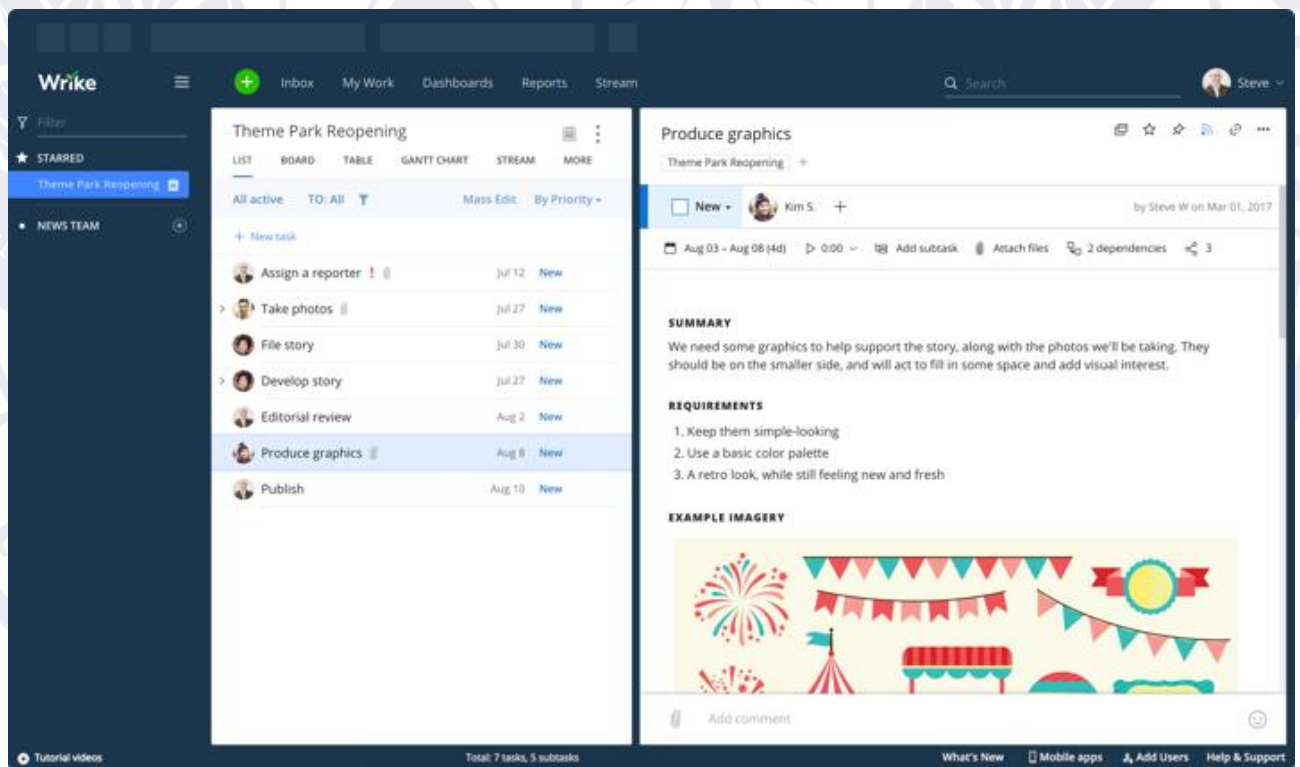 Wrike
Inbox My Work Dashboards Reports Stream
Search
Steve
Filter
STARRED
Theme Park Reopening
NEWS TEAM
Theme Park Reopening
LIST BOARD TABLE GANTT CHART STREAM MORE
All active TO: All Mass Edit By Priority
+ New task
Assign a reporter ! Jul 12 New
Take photos Jul 27 New
File story Jul 30 New
Develop story Jul 27 New
Editorial review Aug 2 New
Produce graphics Aug 8 New
Publish Aug 10 New
Produce graphics
Theme Park Reopening +
New Kim S. + by Steve W on Mar 01, 2017
Aug 03 – Aug 08 (4d) 0:00 Add subtask Attach files 2 dependencies 3
SUMMARY
We need some graphics to help support the story, along with the photos we'll be taking. They
should be on the smaller side, and will act to fill in some space and add visual interest.
REQUIREMENTS
1. Keep them simple-looking
2. Use a basic color palette
3. A retro look, while still feeling new and fresh
EXAMPLE IMAGERY
Add comment
Tutorial videos
Total: 7 tasks, 5 subtasks
What's New Mobile apps Add Users Help & Support